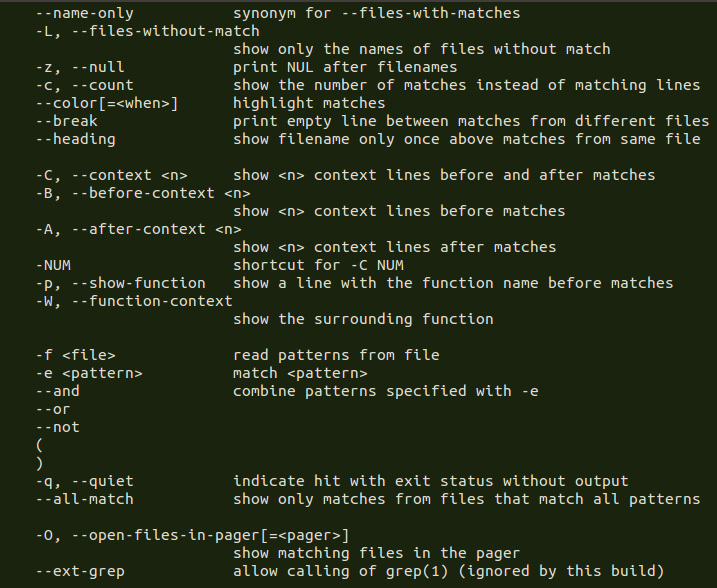 --name-only           synonym for --files-with-matches
-L, --files-without-match
                      show only the names of files without match
-z, --null            print NUL after filenames
-c, --count           show the number of matches instead of matching lines
--color[=<when>]      highlight matches
--break               print empty line between matches from different files
--heading             show filename only once above matches from same file

-C, --context <n>     show <n> context lines before and after matches
-B, --before-context <n>
                      show <n> context lines before matches
-A, --after-context <n>
                      show <n> context lines after matches
-NUM                  shortcut for -C NUM
-p, --show-function   show a line with the function name before matches
-W, --function-context
                      show the surrounding function

-f <file>             read patterns from file
-e <pattern>          match <pattern>
--and                 combine patterns specified with -e
--or
--not
(
)
-q, --quiet           indicate hit with exit status without output
--all-match           show only matches from files that match all patterns

-O, --open-files-in-pager[=<pager>]
                      show matching files in the pager
--ext-grep            allow calling of grep(1) (ignored by this build)